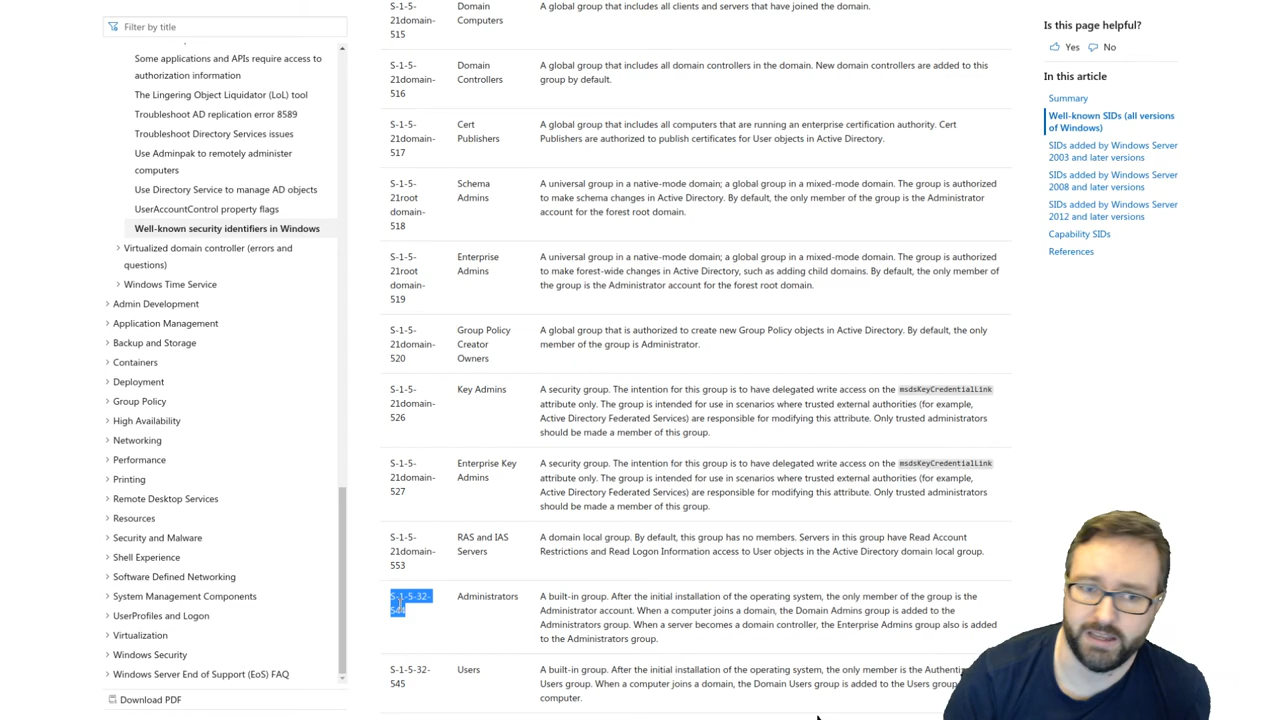 Filter by title
Some applications and APIs require access to
authorization information
The Lingering Object Liquidator (LoL) tool
Troubleshoot AD replication error 8589
Troubleshoot Directory Services issues
Use Adminpak to remotely administer
computers
Use Directory Service to manage AD objects
UserAccountControl property flags
Well-known security identifiers in Windows
Virtualized domain controller (errors and
questions)
Windows Time Service
Admin Development
Application Management
Backup and Storage
Containers
Deployment
Group Policy
High Availability
Networking
Performance
Printing
Remote Desktop Services
Resources
Security and Malware
Shell Experience
Software Defined Networking
System Management Components
UserProfiles and Logon
Virtualization
Windows Security
Windows Server End of Support (EoS) FAQ
Download PDF
S-1-5-
21domain-
515
Domain
Computers
A global group that includes all clients and servers that have joined the domain.
S-1-5-
21domain-
516
Domain
Controllers
A global group that includes all domain controllers in the domain. New domain controllers are added to this
group by default.
S-1-5-
21domain-
517
Cert
Publishers
A global group that includes all computers that are running an enterprise certification authority. Cert
Publishers are authorized to publish certificates for User objects in Active Directory.
S-1-5-
21root
domain-
518
Schema
Admins
A universal group in a native-mode domain; a global group in a mixed-mode domain. The group is authorized
to make schema changes in Active Directory. By default, the only member of the group is the Administrator
account for the forest root domain.
S-1-5-
21root
domain-
519
Enterprise
Admins
A universal group in a native-mode domain; a global group in a mixed-mode domain. The group is authorized
to make forest-wide changes in Active Directory, such as adding child domains. By default, the only member of
the group is the Administrator account for the forest root domain.
S-1-5-
21domain-
520
Group Policy
Creator
Owners
A global group that is authorized to create new Group Policy objects in Active Directory. By default, the only
member of the group is Administrator.
S-1-5-
21domain-
526
Key Admins
A security group. The intention for this group is to have delegated write access on the msdsKeyCredentialLink
attribute only. The group is intended for use in scenarios where trusted external authorities (for example,
Active Directory Federated Services) are responsible for modifying this attribute. Only trusted administrators
should be made a member of this group.
S-1-5-
21domain-
527
Enterprise Key
Admins
A security group. The intention for this group is to have delegated write access on the msdsKeyCredentialLink
attribute only. The group is intended for use in scenarios where trusted external authorities (for example,
Active Directory Federated Services) are responsible for modifying this attribute. Only trusted administrators
should be made a member of this group.
S-1-5-
21domain-
553
RAS and IAS
Servers
A domain local group. By default, this group has no members. Servers in this group have Read Account
Restrictions and Read Logon Information access to User objects in the Active Directory domain local group.
S-1-5-32-
544
Administrators
A built-in group. After the initial installation of the operating system, the only member of the group is the
Administrator account. When a computer joins a domain, the Domain Admins group is added to the
Administrators group. When a server becomes a domain controller, the Enterprise Admins group also is added
to the Administrators group.
S-1-5-32-
545
Users
A built-in group. After the initial installation of the operating system, the only member is the
Users group. When a computer joins a domain, the Domain Users group is added to the Users
computer.
Is this page helpful?
Yes No
In this article
Summary
Well-known SIDs (all versions
of Windows)
SIDs added by Windows Server
2003 and later versions
SIDs added by Windows Server
2008 and later versions
SIDs added by Windows Server
2012 and later versions
Capability SIDs
References